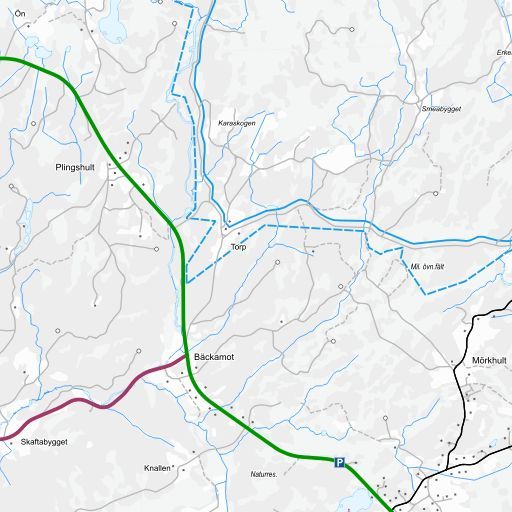 Ön
Erke
Smedbygget
Karaskogen
Plingshult
Torp
Mil. övn.fält
Bäckamot
Mörkhult
Skaftabygget
Knallen
Naturres.
P